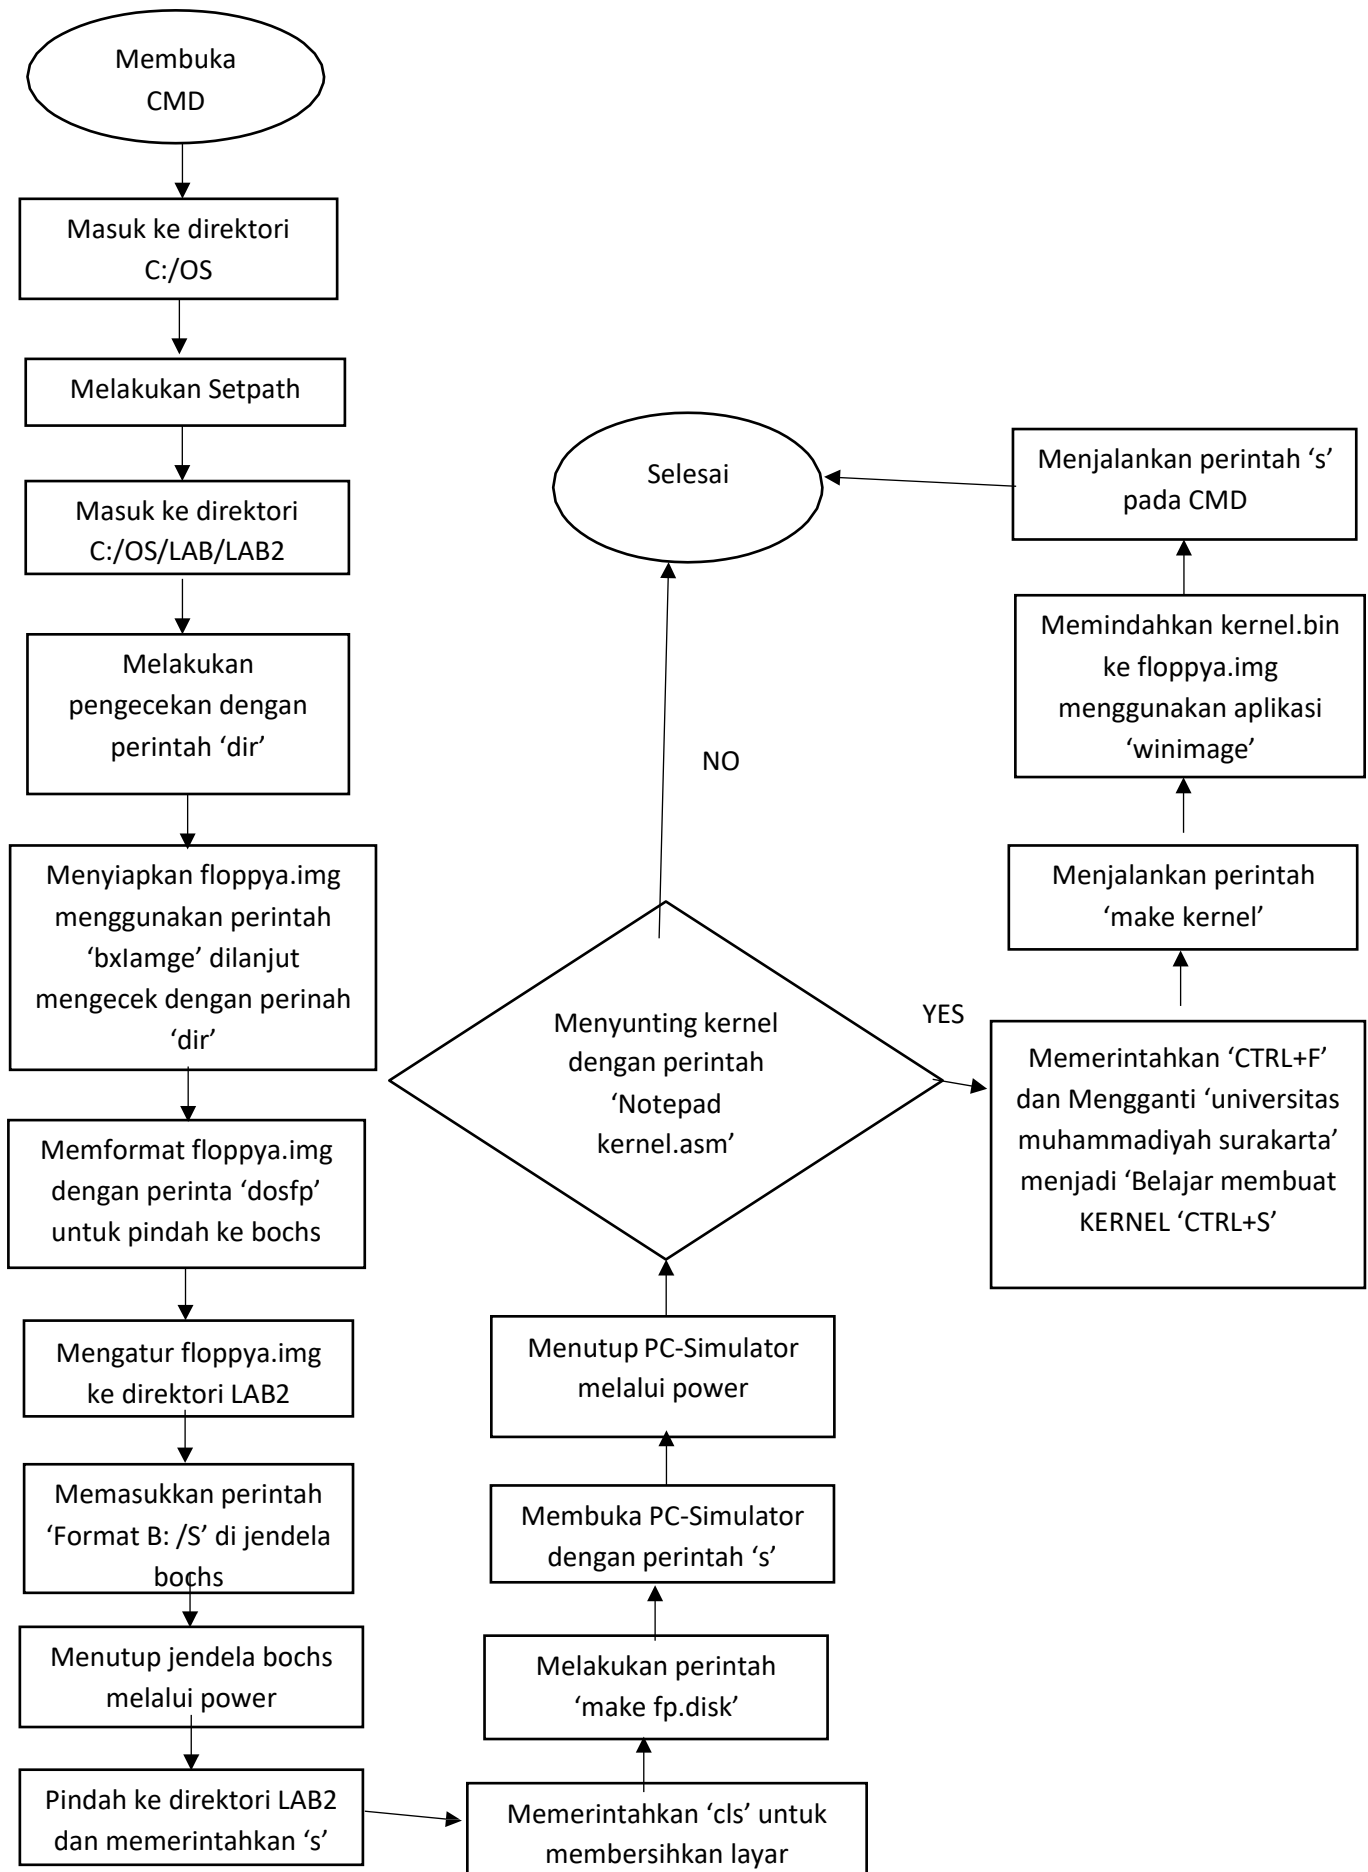 Membuka
CMD
Masuk ke direktori
C:/OS
Melakukan Setpath
Masuk ke direktori
C:/OS/LAB/LAB2
Melakukan
pengecekan dengan
perintah ‘dir’
Menyiapkan floppya.img
menggunakan perintah
‘bxIamge’ dilanjut
mengecek dengan perinah
‘dir’
Memformat floppya.img
dengan perinta ‘dosfp’
untuk pindah ke bochs
Mengatur floppya.img
ke direktori LAB2
Memasukkan perintah
‘Format B: /S’ di jendela
bochs
Menutup jendela bochs
melalui power
Pindah ke direktori LAB2
dan memerintahkan ‘s’
Memerintahkan ‘cls’ untuk
membersihkan layar
Melakukan perintah
‘make fp.disk’
Membuka PC-Simulator
dengan perintah ‘s’
Menutup PC-Simulator
melalui power
Menyunting kernel
dengan perintah
‘Notepad
kernel.asm’
NO
YES
Memerintahkan ‘CTRL+F’
dan Mengganti ‘universitas
muhammadiyah surakarta’
menjadi ‘Belajar membuat
KERNEL ‘CTRL+S’
Menjalankan perintah
‘make kernel’
Memindahkan kernel.bin
ke floppya.img
menggunakan aplikasi
‘winimage’
Menjalankan perintah ‘s’
pada CMD
Selesai